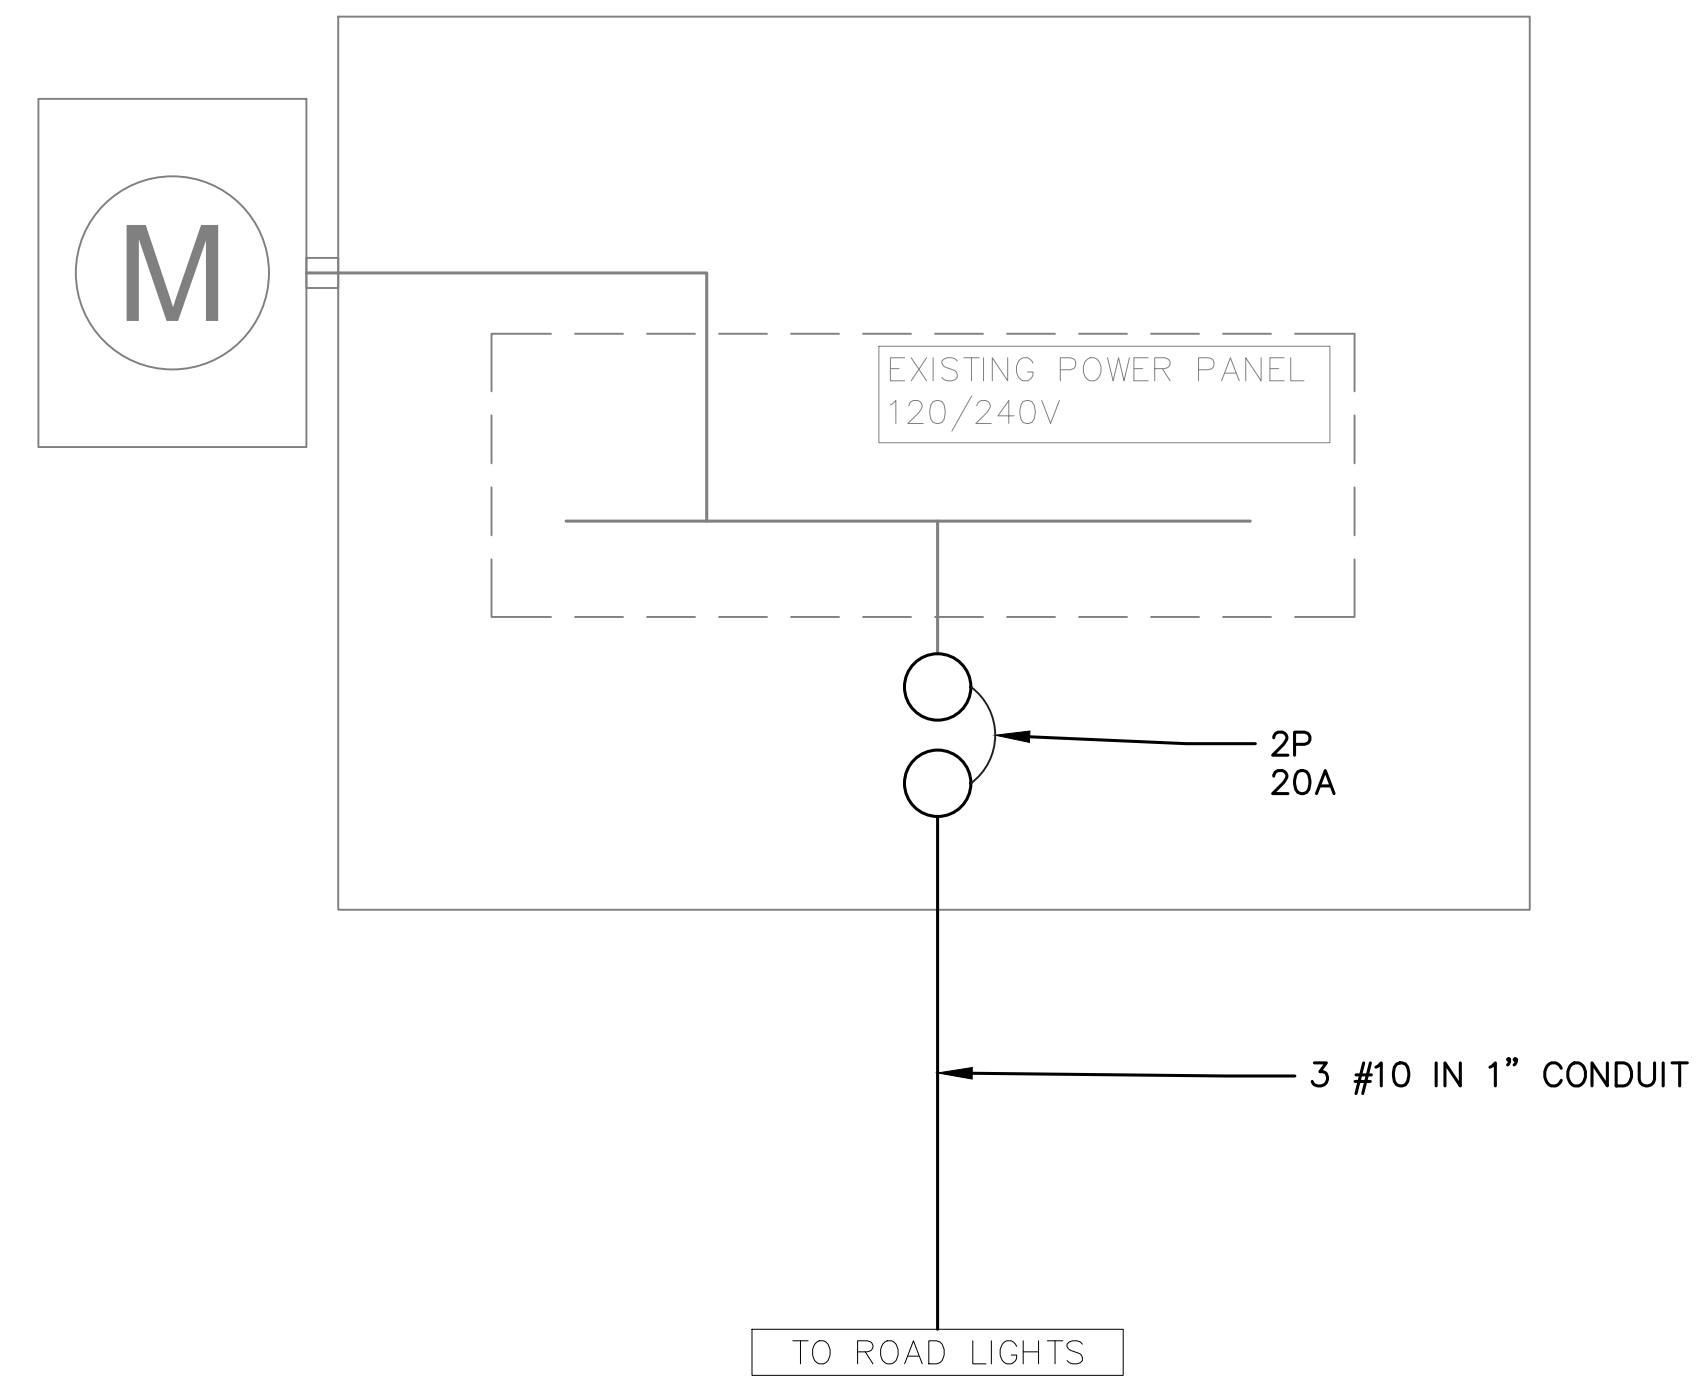 M
EXISTING POWER PANEL
120/240V
2P
20A
3 #10 IN 1” CONDUIT
TO ROAD LIGHTS